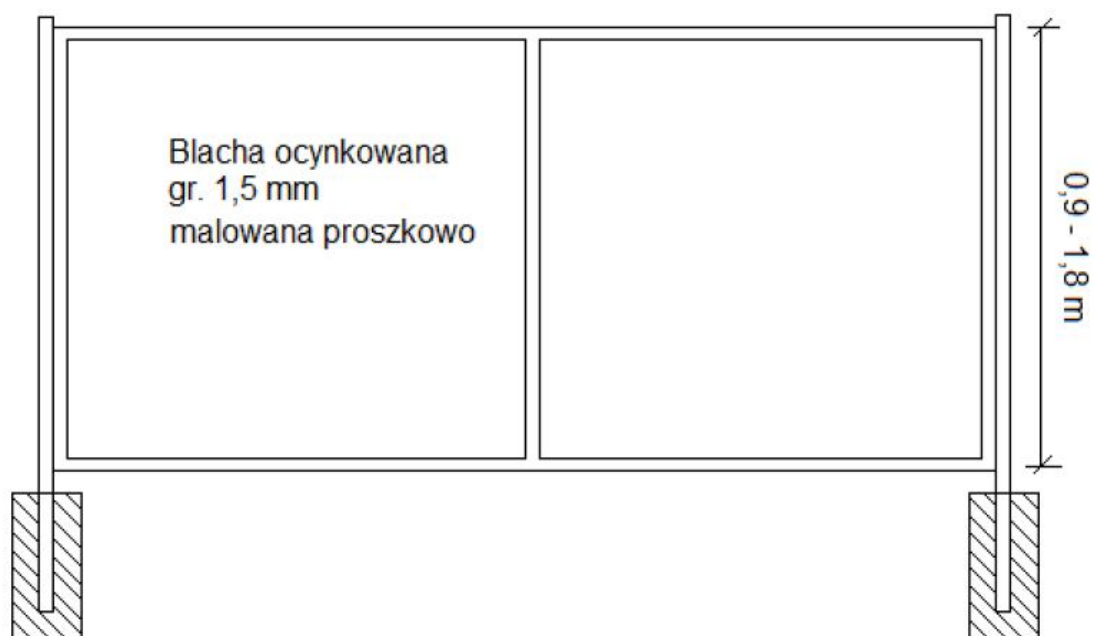 Blacha ocynkowana
gr. 1,5 mm
malowana proszkowo
0,9 - 1,8 m